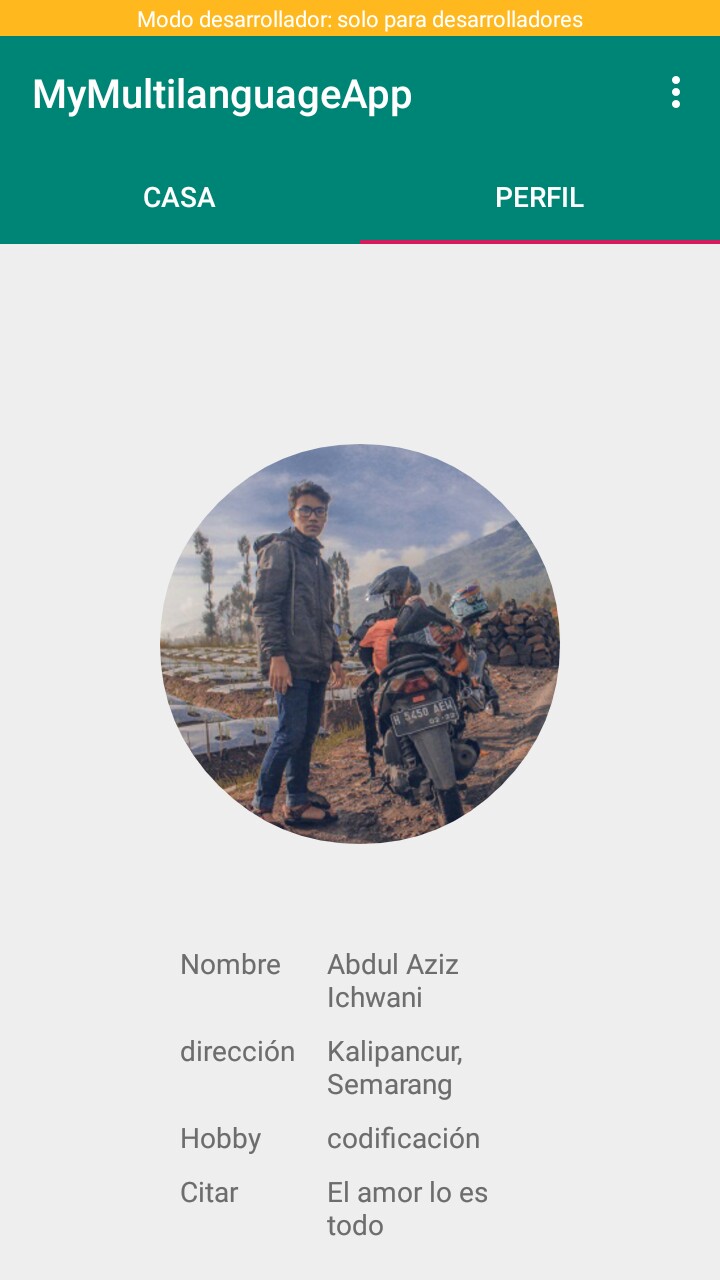 Modo desarrollador: solo para desarrolladores
MyMultilanguageApp
CASA PERFIL
H 5450 AEW
Nombre Abdul Aziz
Ichwani
dirección Kalipancur,
Semarang
Hobby codificación
Citar El amor lo es
todo